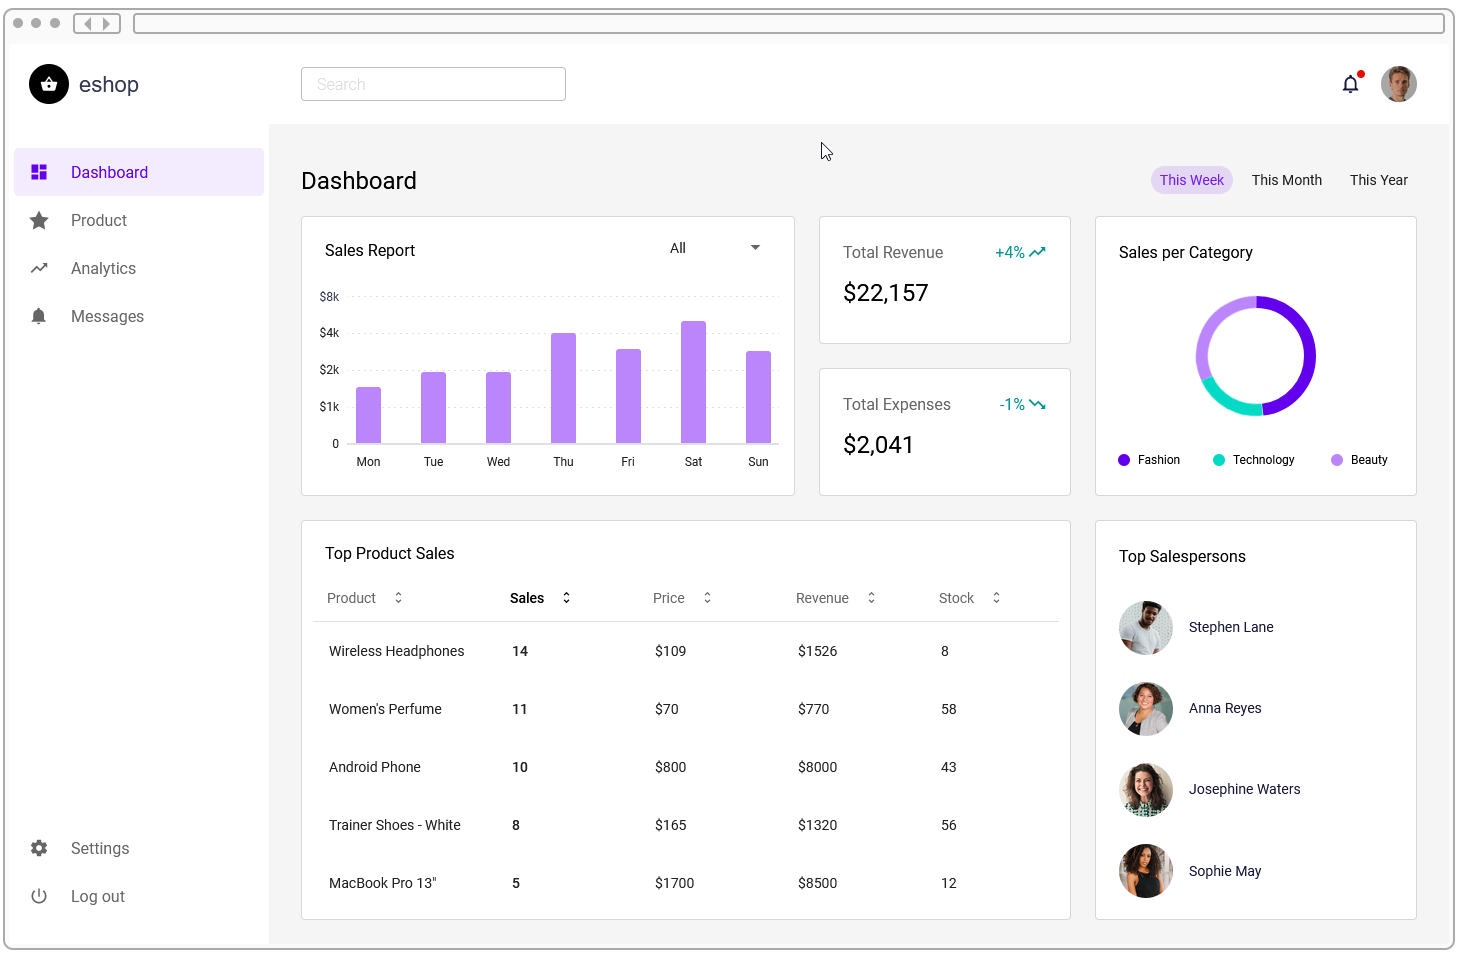 eshop
Search
Dashboard
Product
Analytics
Messages
Settings
Log out
Dashboard
This Week This Month This Year
Sales Report All
$8k
$4k
$2k
$1k
0
Mon Tue Wed Thu Fri Sat Sun
Total Revenue +4%
$22,157
Total Expenses -1%
$2,041
Sales per Category
Fashion Technology Beauty
Top Product Sales
Product Sales Price Revenue Stock
Wireless Headphones 14 $109 $1526 8
Women's Perfume 11 $70 $770 58
Android Phone 10 $800 $8000 43
Trainer Shoes - White 8 $165 $1320 56
MacBook Pro 13" 5 $1700 $8500 12
Top Salespersons
Stephen Lane
Anna Reyes
Josephine Waters
Sophie May